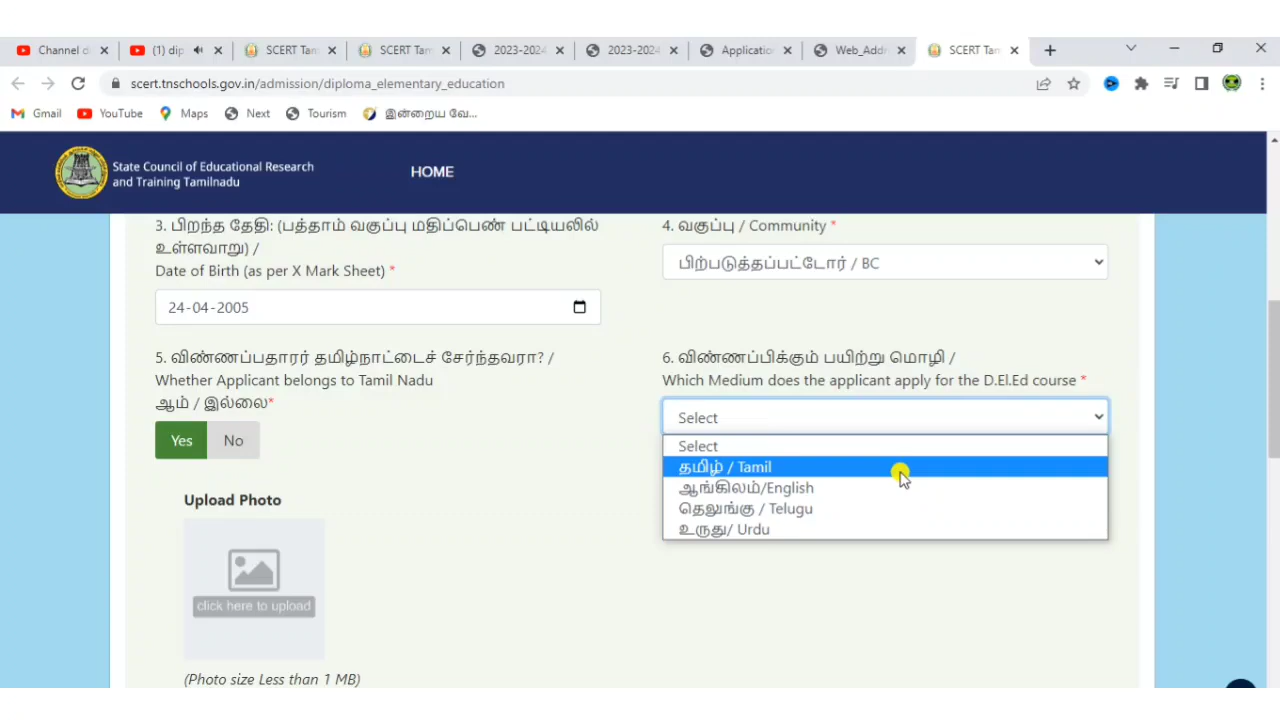 Channel d
(1) dip
SCERT Tam
SCERT Tam
2023-2024
2023-2024
Application
Web_Addr
SCERT Tam
scert.tnschools.gov.in/admission/diploma_elementary_education
Gmail YouTube Maps Next Tourism இன்றைய வே...
State Council of Educational Research
and Training Tamilnadu
HOME
3. பிறந்த தேதி: (பத்தாம் வகுப்பு மதிப்பெண் பட்டியலில்
உள்ளவாறு) /
Date of Birth (as per X Mark Sheet) *
24-04-2005
4. வகுப்பு / Community *
பிற்படுத்தப்பட்டோர் / BC
5. விண்ணப்பதாரர் தமிழ்நாட்டைச் சேர்ந்தவரா? /
Whether Applicant belongs to Tamil Nadu
ஆம் / இல்லை*
Yes No
6. விண்ணப்பிக்கும் பயிற்று மொழி /
Which Medium does the applicant apply for the D.El.Ed course *
Select
Select
தமிழ் / Tamil
ஆங்கிலம்/English
தெலுங்கு / Telugu
உருது/ Urdu
Upload Photo
click here to upload
(Photo size Less than 1 MB)